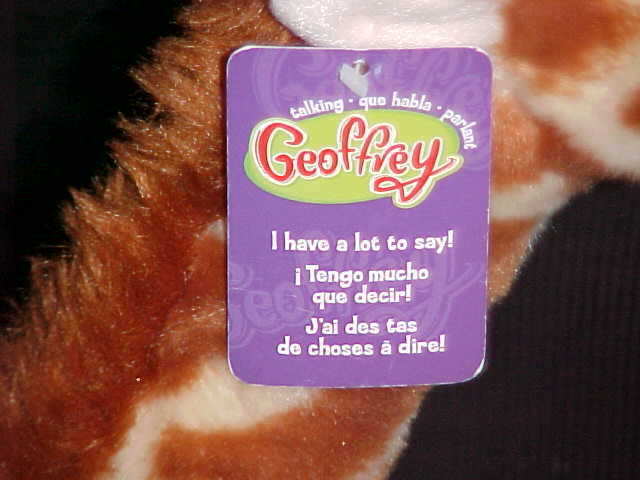 talking · que habla · parlant
Geoffrey
I have a lot to say!
¡Tengo mucho
que decir!
J'ai des tas
de choses à dire!